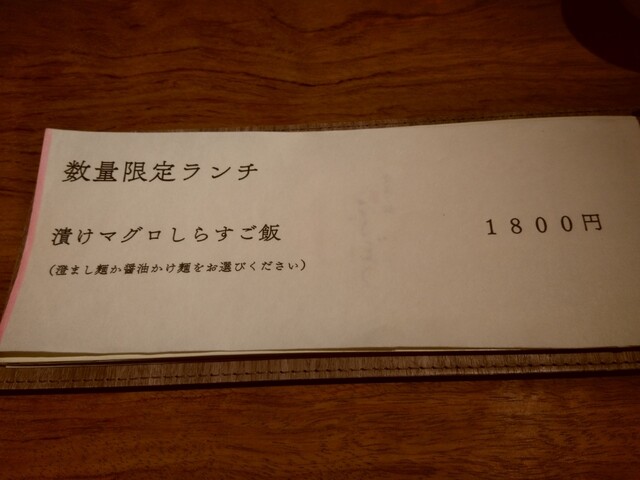 数量限定ランチ
漬けマグロしらすご飯 １８００円
（澄まし麺か醤油かけ麺をお選びください）